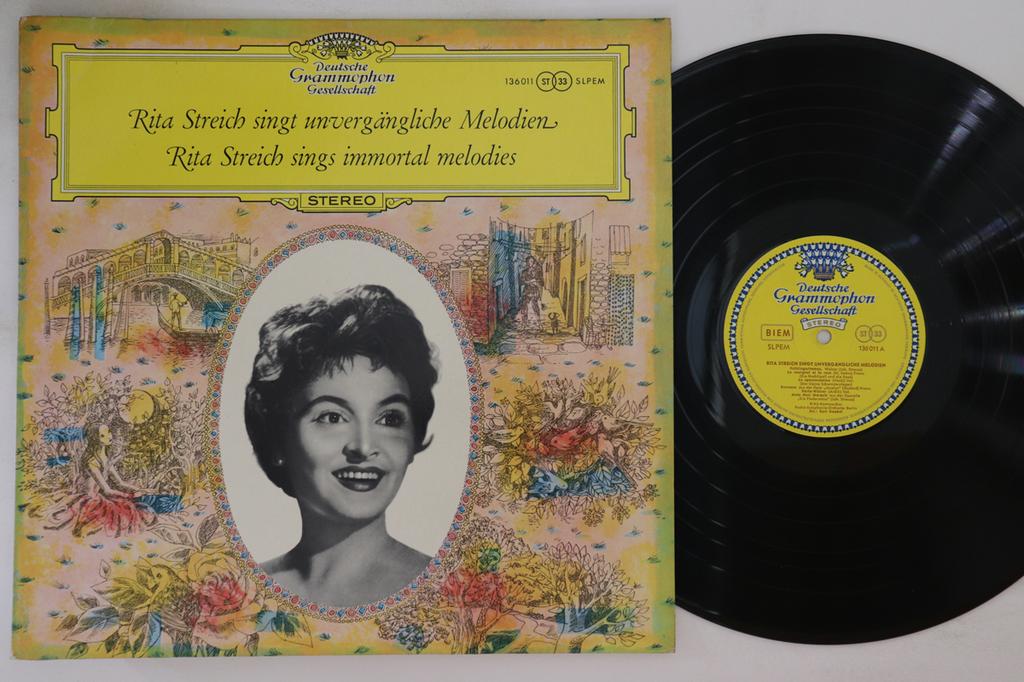 Deutsche
Grammophon
Gesellschaft
136011 ST 33 SLPEM
Rita Streich singt unvergängliche Melodien
Rita Streich sings immortal melodies
STEREO
Deutsche
Grammophon
Gesellschaft
STEREO
BIEM
ST 33
SLPEM
136 011 A
RITA STREICH SINGT UNVERGÄNGLICHE MELODIEN